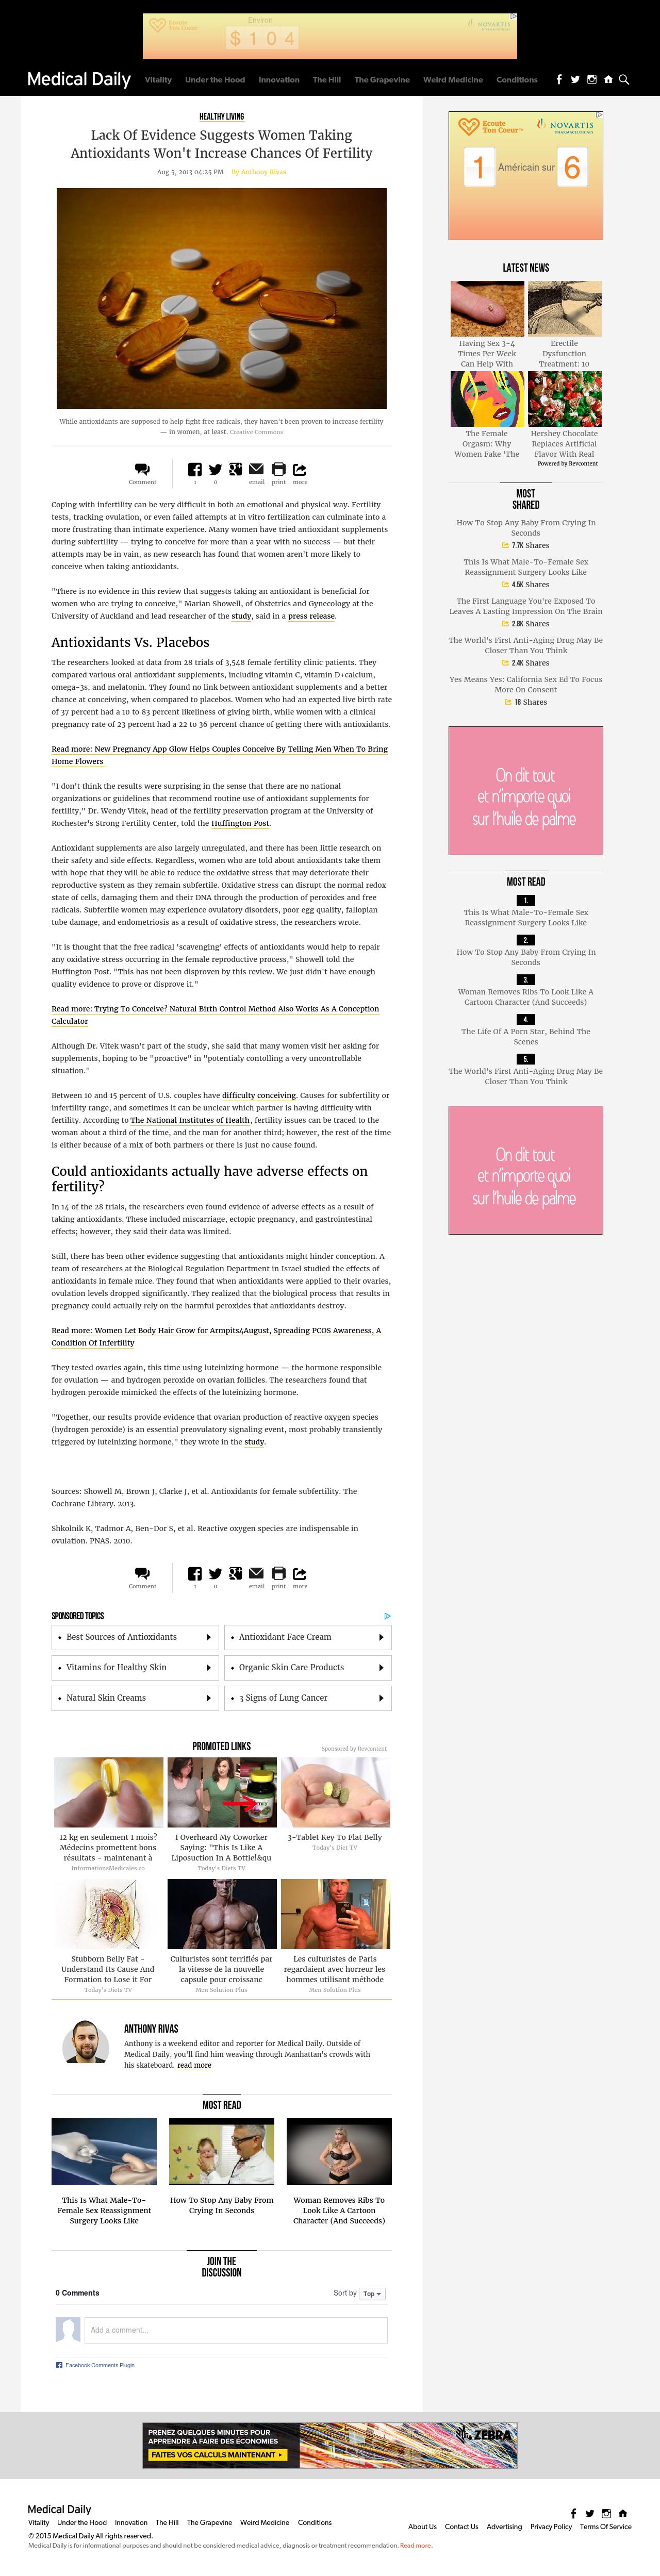 Ecoute
Ton Coeur
Environ
$ 1 0 4
NOVARTIS
Medical Daily
Vitality Under the Hood Innovation The Hill The Grapevine Weird Medicine Conditions
HEALTHY LIVING
Lack Of Evidence Suggests Women Taking
Antioxidants Won't Increase Chances Of Fertility
Aug 5, 2013 04:25 PM By Anthony Rivas
While antioxidants are supposed to help fight free radicals, they haven't been proven to increase fertility
— in women, at least. Creative Commons
Comment 1 0 email print more
Coping with infertility can be very difficult in both an emotional and physical way. Fertility
tests, tracking ovulation, or even failed attempts at in vitro fertilization can culminate into a
more frustrating than intimate experience. Many women have tried antioxidant supplements
during subfertility — trying to conceive for more than a year with no success — but their
attempts may be in vain, as new research has found that women aren't more likely to
conceive when taking antioxidants.
"There is no evidence in this review that suggests taking an antioxidant is beneficial for
women who are trying to conceive," Marian Showell, of Obstetrics and Gynecology at the
University of Auckland and lead researcher of the study, said in a press release.
Antioxidants Vs. Placebos
The researchers looked at data from 28 trials of 3,548 female fertility clinic patients. They
compared various oral antioxidant supplements, including vitamin C, vitamin D+calcium,
omega-3s, and melatonin. They found no link between antioxidant supplements and a better
chance at conceiving, when compared to placebos. Women who had an expected live birth rate
of 37 percent had a 10 to 83 percent likeliness of giving birth, while women with a clinical
pregnancy rate of 23 percent had a 22 to 36 percent chance of getting there with antioxidants.
Read more: New Pregnancy App Glow Helps Couples Conceive By Telling Men When To Bring
Home Flowers
"I don't think the results were surprising in the sense that there are no national
organizations or guidelines that recommend routine use of antioxidant supplements for
fertility," Dr. Wendy Vitek, head of the fertility preservation program at the University of
Rochester's Strong Fertility Center, told the Huffington Post.
Antioxidant supplements are also largely unregulated, and there has been little research on
their safety and side effects. Regardless, women who are told about antioxidants take them
with hope that they will be able to reduce the oxidative stress that may deteriorate their
reproductive system as they remain subfertile. Oxidative stress can disrupt the normal redox
state of cells, damaging them and their DNA through the production of peroxides and free
radicals. Subfertile women may experience ovulatory disorders, poor egg quality, fallopian
tube damage, and endometriosis as a result of oxidative stress, the researchers wrote.
"It is thought that the free radical 'scavenging' effects of antioxidants would help to repair
any oxidative stress occurring in the female reproductive process," Showell told the
Huffington Post. "This has not been disproven by this review. We just didn't have enough
quality evidence to prove or disprove it."
Read more: Trying To Conceive? Natural Birth Control Method Also Works As A Conception
Calculator
Although Dr. Vitek wasn't part of the study, she said that many women visit her asking for
supplements, hoping to be "proactive" in "potentialy contolling a very uncontrollable
situation."
Between 10 and 15 percent of U.S. couples have difficulty conceiving. Causes for subfertility or
infertility range, and sometimes it can be unclear which partner is having difficulty with
fertility. According to The National Institutes of Health, fertility issues can be traced to the
woman about a third of the time, and the man for another third; however, the rest of the time
is either because of a mix of both partners or there is just no cause found.
Could antioxidants actually have adverse effects on
fertility?
In 14 of the 28 trials, the researchers even found evidence of adverse effects as a result of
taking antioxidants. These included miscarriage, ectopic pregnancy, and gastrointestinal
effects; however, they said their data was limited.
Still, there has been other evidence suggesting that antioxidants might hinder conception. A
team of researchers at the Biological Regulation Department in Israel studied the effects of
antioxidants in female mice. They found that when antioxidants were applied to their ovaries,
ovulation levels dropped significantly. They realized that the biological process that results in
pregnancy could actually rely on the harmful peroxides that antioxidants destroy.
Read more: Women Let Body Hair Grow for Armpits4August, Spreading PCOS Awareness, A
Condition Of Infertility
They tested ovaries again, this time using luteinizing hormone — the hormone responsible
for ovulation — and hydrogen peroxide on ovarian follicles. The researchers found that
hydrogen peroxide mimicked the effects of the luteinizing hormone.
"Together, our results provide evidence that ovarian production of reactive oxygen species
(hydrogen peroxide) is an essential preovulatory signaling event, most probably transiently
triggered by luteinizing hormone," they wrote in the study.
Sources: Showell M, Brown J, Clarke J, et al. Antioxidants for female subfertility. The
Cochrane Library. 2013.
Shkolnik K, Tadmor A, Ben-Dor S, et al. Reactive oxygen species are indispensable in
ovulation. PNAS. 2010.
Comment 1 0 email print more
SPONSORED TOPICS
Best Sources of Antioxidants
Antioxidant Face Cream
Vitamins for Healthy Skin
Organic Skin Care Products
Natural Skin Creams
3 Signs of Lung Cancer
PROMOTED LINKS
Sponsored by Revcontent
12 kg en seulement 1 mois?
Médecins promettent bons
résultats - maintenant à
InformationsMedicales.co
I Overheard My Coworker
Saying: "This Is Like A
Liposuction In A Bottle!&qu
Today's Diets TV
3-Tablet Key To Flat Belly
Today's Diet TV
Stubborn Belly Fat -
Understand Its Cause And
Formation to Lose it For
Today's Diets TV
Culturistes sont terrifiés par
la vitesse de la nouvelle
capsule pour croissanc
Men Solution Plus
Les culturistes de Paris
regardaient avec horreur les
hommes utilisant méthode
Men Solution Plus
ANTHONY RIVAS
Anthony is a weekend editor and reporter for Medical Daily. Outside of
Medical Daily, you'll find him weaving through Manhattan's crowds with
his skateboard. read more
MOST READ
This Is What Male-To-
Female Sex Reassignment
Surgery Looks Like
How To Stop Any Baby From
Crying In Seconds
Woman Removes Ribs To
Look Like A Cartoon
Character (And Succeeds)
JOIN THE
DISCUSSION
0 Comments
Sort by Top
Add a comment...
Facebook Comments Plugin
Ecoute
Ton Coeur
NOVARTIS
PHARMACEUTICALS
1 Américain sur 6
LATEST NEWS
Having Sex 3-4
Times Per Week
Can Help With
Erectile
Dysfunction
Treatment: 10
The Female
Orgasm: Why
Women Fake 'The
Hershey Chocolate
Replaces Artificial
Flavor With Real
Powered by Revcontent
MOST
SHARED
How To Stop Any Baby From Crying In
Seconds
7.7K Shares
This Is What Male-To-Female Sex
Reassignment Surgery Looks Like
4.5K Shares
The First Language You're Exposed To
Leaves A Lasting Impression On The Brain
2.8K Shares
The World's First Anti-Aging Drug May Be
Closer Than You Think
2.4K Shares
Yes Means Yes: California Sex Ed To Focus
More On Consent
18 Shares
On dit tout
et n'importe quoi
sur l'huile de palme
MOST READ
1.
This Is What Male-To-Female Sex
Reassignment Surgery Looks Like
2.
How To Stop Any Baby From Crying In
Seconds
3.
Woman Removes Ribs To Look Like A
Cartoon Character (And Succeeds)
4.
The Life Of A Porn Star, Behind The
Scenes
5.
The World's First Anti-Aging Drug May Be
Closer Than You Think
On dit tout
et n'importe quoi
sur l'huile de palme
PRENEZ QUELQUES MINUTES POUR
APPRENDRE À FAIRE DES ÉCONOMIES
FAITES VOS CALCULS MAINTENANT
ZEBRA
Medical Daily
Vitality Under the Hood Innovation The Hill The Grapevine Weird Medicine Conditions
About Us Contact Us Advertising Privacy Policy Terms Of Service
© 2015 Medical Daily All rights reserved.
Medical Daily is for informational purposes and should not be considered medical advice, diagnosis or treatment recommendation. Read more.